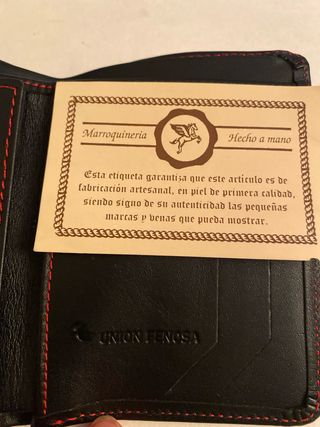 Marroquinería Hecho a mano
Esta etiqueta garantiza que este artículo es de
fabricación artesanal, en piel de primera calidad,
siendo signo de su autenticidad las pequeñas
marcas y venas que pueda mostrar.
UNION FENOSA